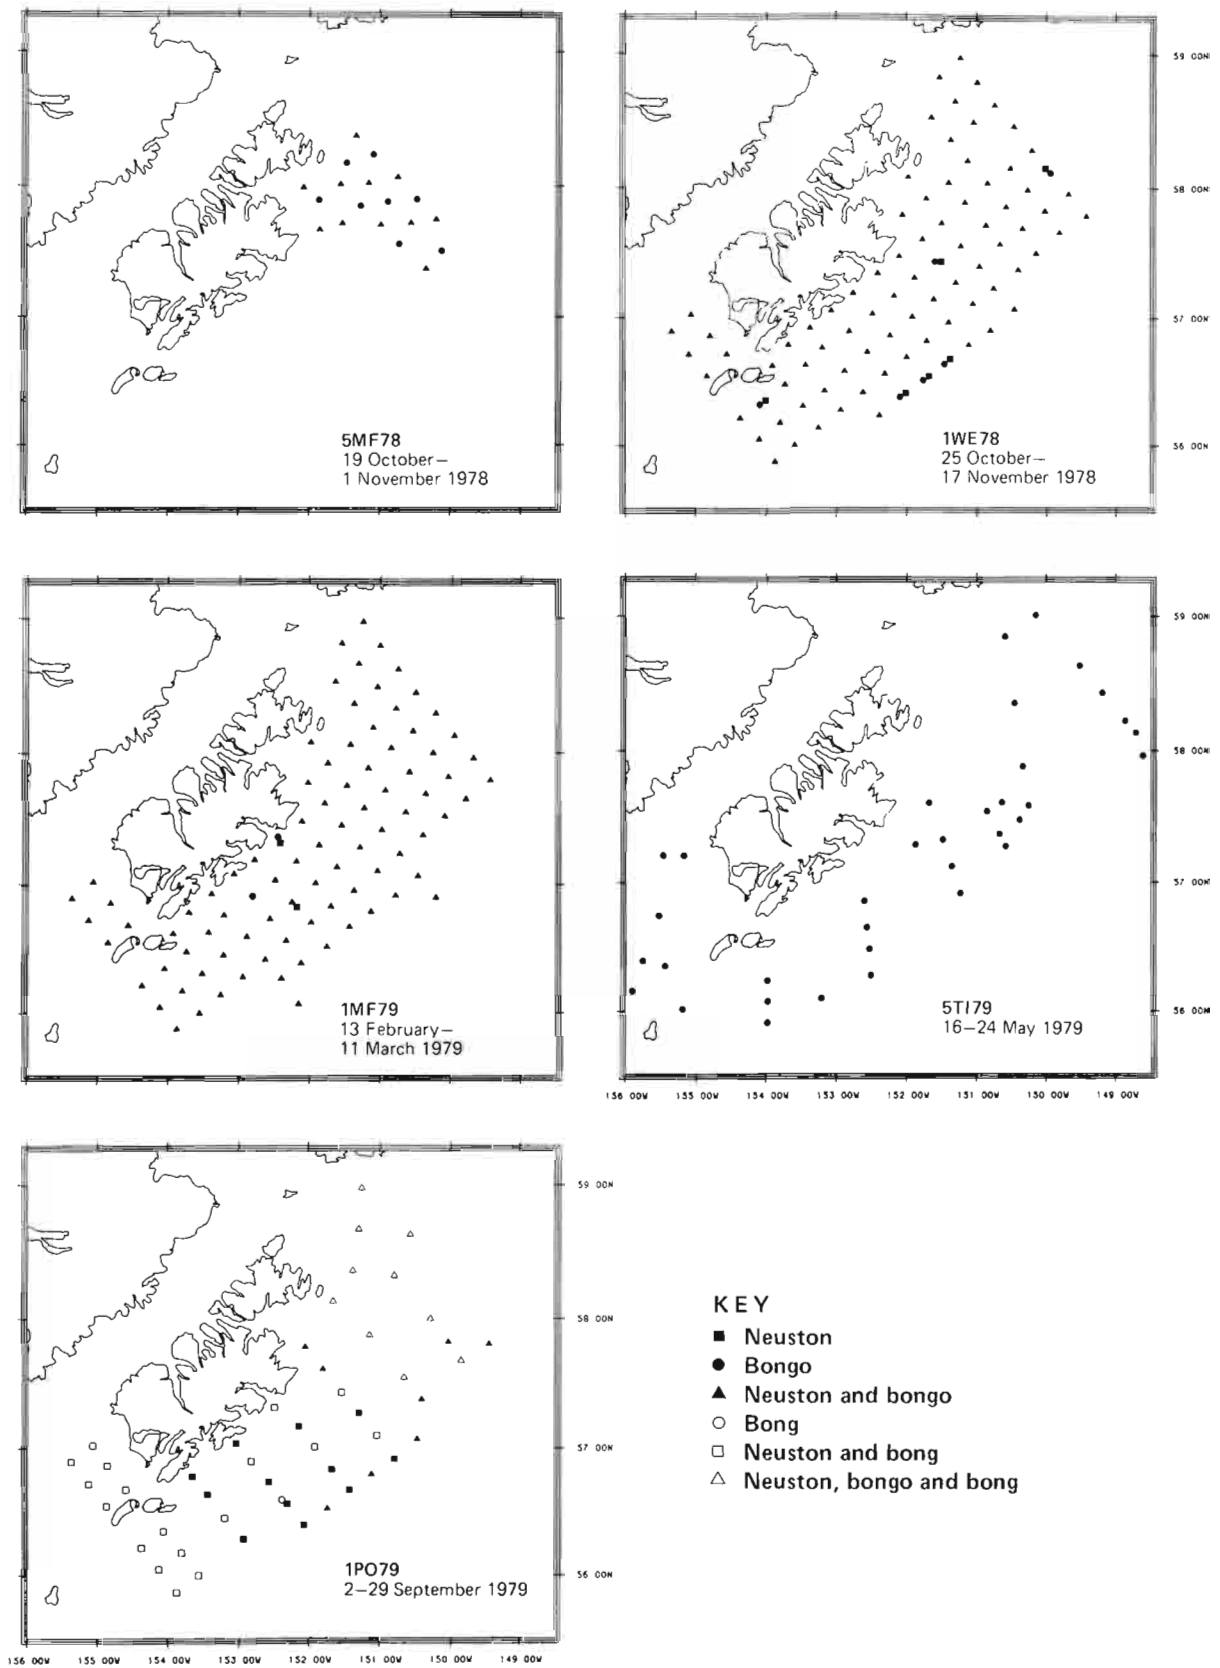 59 00N
58 00N
57 00N
56 00N
5MF78
19 October—
1 November 1978
1WE78
25 October—
17 November 1978
59 00N
58 00N
57 00N
56 00N
1MF79
13 February—
11 March 1979
5TI79
16—24 May 1979
156 00W 155 00W 154 00W 153 00W 152 00W 151 00W 150 00W 149 00W
59 00N
58 00N
57 00N
56 00N
1PO79
2—29 September 1979
156 00W 155 00W 154 00W 153 00W 152 00W 151 00W 150 00W 149 00W
KEY
Neuston
Bongo
Neuston and bongo
Bong
Neuston and bong
Neuston, bongo and bong